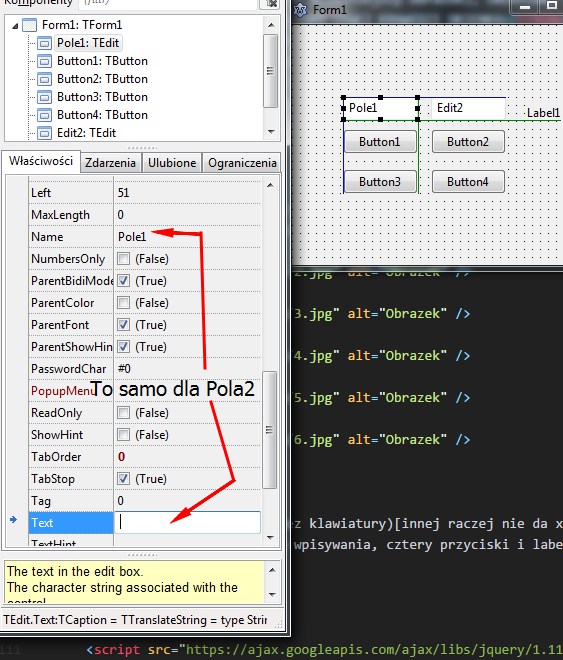 Komponenty
Form1: TForm1
Pole1: TEdit
Button1: TButton
Button2: TButton
Button3: TButton
Button4: TButton
Edit2: TEdit
Właściwości Zdarzenia Ulubione Ograniczenia
Left 51
MaxLength 0
Name Pole1
NumbersOnly (False)
ParentBidiMode (True)
ParentColor (False)
ParentFont (True)
ParentShowHin (True)
PasswordChar #0
PopupMenu
To samo dla Pola2
ReadOnly (False)
ShowHint (False)
TabOrder 0
TabStop (True)
Tag 0
Text
TextHint
The text in the edit box.
The character string associated with the
control
TEdit.Text:TCaption = TTranslateString = type Strin
Form1
Pole1 Edit2
Label1
Button1 Button2
Button3 Button4
2.jpg" alt="Obrazek" />
3.jpg" alt="Obrazek" />
4.jpg" alt="Obrazek" />
5.jpg" alt="Obrazek" />
6.jpg" alt="Obrazek" />
ez klawiatury)[innej raczej nie da x
wpisywania, cztery przyciski i labe
111 <script src="https://ajax.googleapis.com/ajax/libs/jquery/1.11